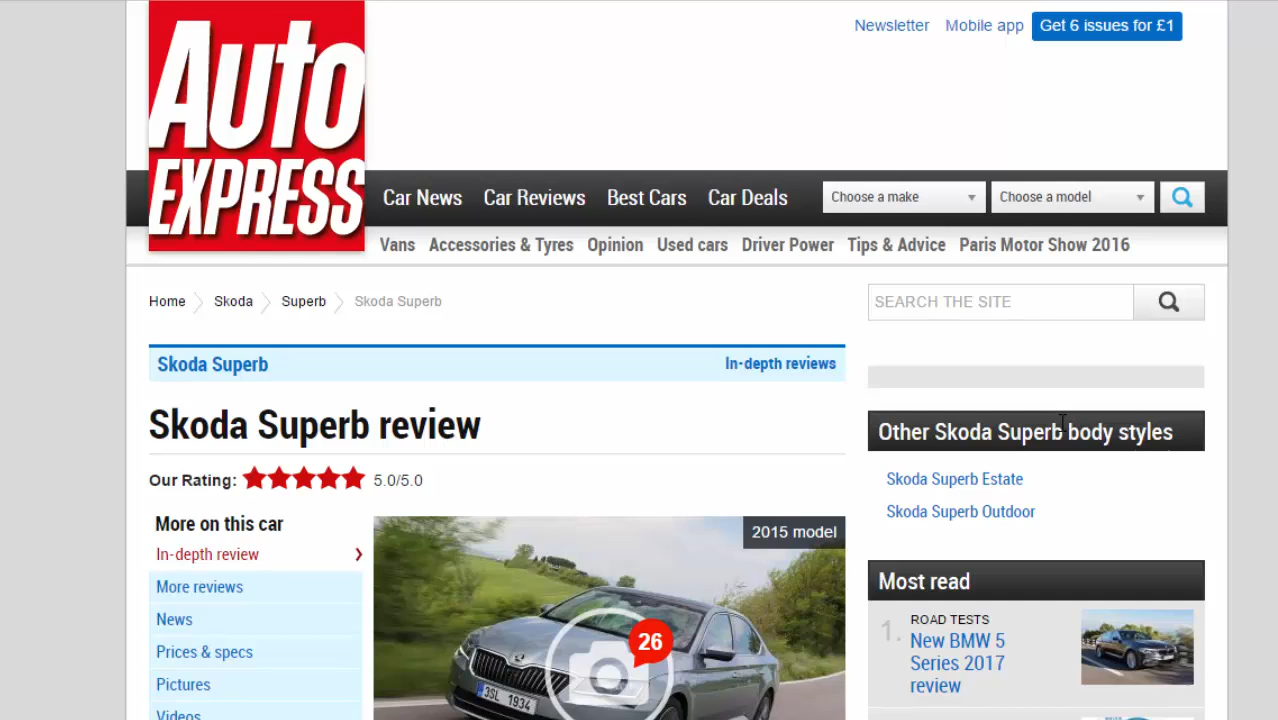 Newsletter Mobile app Get 6 issues for £1
Auto
EXPRESS
Car News Car Reviews Best Cars Car Deals Choose a make Choose a model
Vans Accessories & Tyres Opinion Used cars Driver Power Tips & Advice Paris Motor Show 2016
Home Skoda Superb Skoda Superb
SEARCH THE SITE
Skoda Superb In-depth reviews
Skoda Superb review
Other Skoda Superb body styles
Our Rating: 5.0/5.0
Skoda Superb Estate
Skoda Superb Outdoor
More on this car
In-depth review
More reviews
News
Prices & specs
Pictures
Videos
2015 model
26
3SL 1934
Most read
1. ROAD TESTS
New BMW 5
Series 2017
review